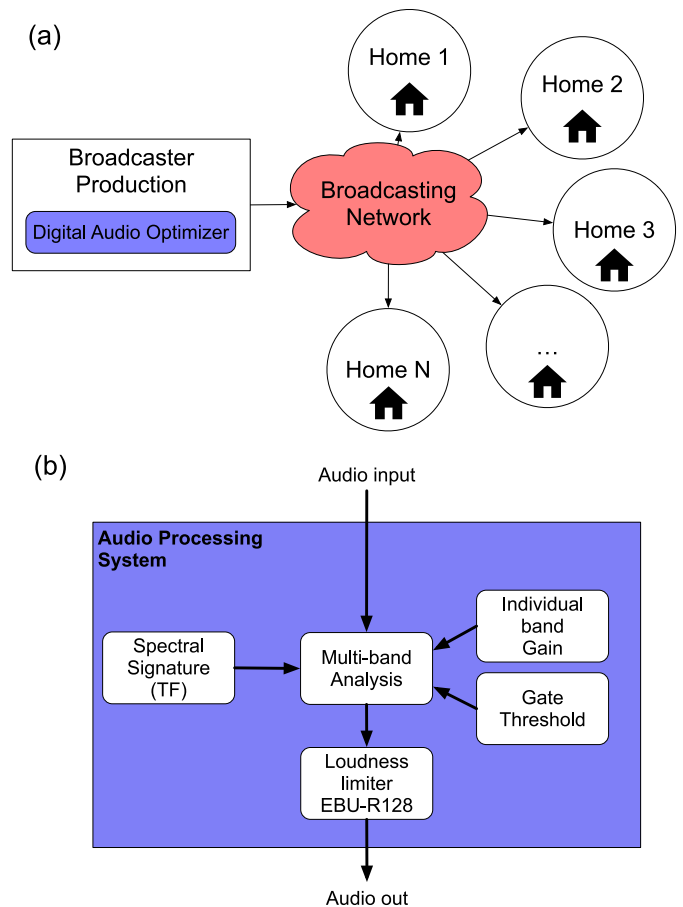 (a)
Home 1
Home 2
Broadcaster
Production
Digital Audio Optimizer
Broadcasting
Network
Home 3
...
Home N
(b)
Audio input
Audio Processing
System
Individual
band
Gain
Spectral
Signature
(TF)
Multi-band
Analysis
Gate
Threshold
Loudness
limiter
EBU-R128
Audio out